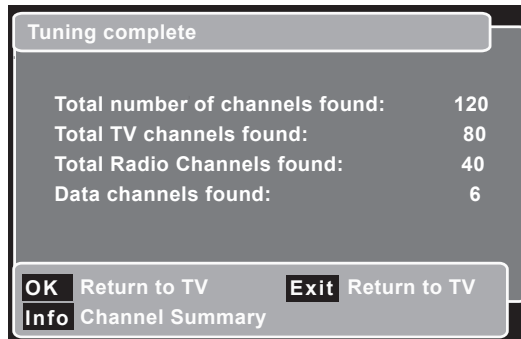 Tuning complete
Total number of channels found: 120
Total TV channels found: 80
Total Radio Channels found: 40
Data channels found: 6
OK Return to TV Exit Return to TV
Info Channel Summary